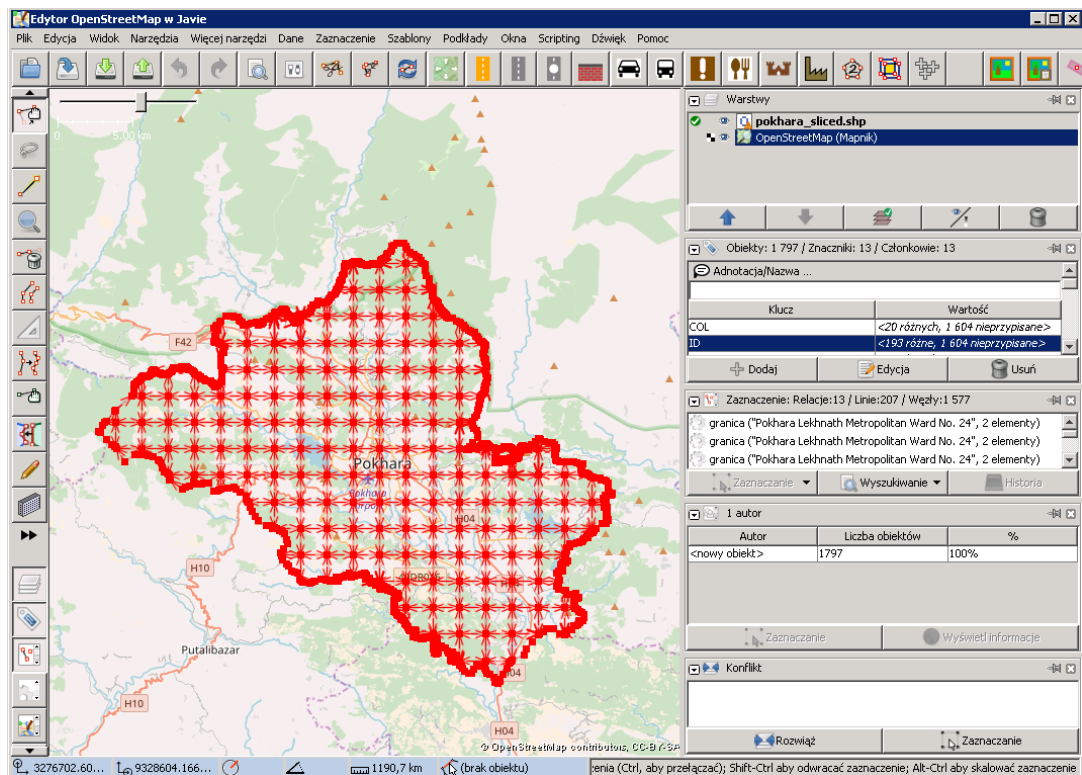 Edytor OpenStreetMap w Javie
Plik Edycja Widok Narzędzia Więcej narzędzi Dane Zaznaczenie Szablony Podkłady Okna Scripting Dźwięk Pomoc
0 5.00 km
F42
Pokhara
Pokhara
Airport
H04
H10
Putalibazar
H10
H04
© OpenStreetMap contributors, CC-BY-SA
Warstwy
pokhara_sliced.shp
OpenStreetMap (Mapnik)
Obiekty: 1 797 / Znaczniki: 13 / Członkowie: 13
Adnotacja/Nazwa ...
Klucz Wartość
COL <20 różnych, 1 604 nieprzypisane>
ID <193 różne, 1 604 nieprzypisane>
Dodaj Edycja Usuń
Zaznaczenie: Relacje:13 / Linie:207 / Węzły:1 577
granica ("Pokhara Lekhnath Metropolitan Ward No. 24", 2 elementy)
granica ("Pokhara Lekhnath Metropolitan Ward No. 24", 2 elementy)
granica ("Pokhara Lekhnath Metropolitan Ward No. 24", 2 elementy)
Zaznaczanie Wyszukiwanie Historia
1 autor
Autor Liczba obiektów %
<nowy obiekt> 1797 100%
Zaznaczanie Wyświetl informacje
Konflikt
Rozwiąż Zaznaczanie
3276702.60... 9328604.166... 1190,7 km (brak obiektu) zenia (Ctrl, aby przełączać); Shift-Ctrl aby odwracać zaznaczenie; Alt-Ctrl aby skalować zaznaczenie